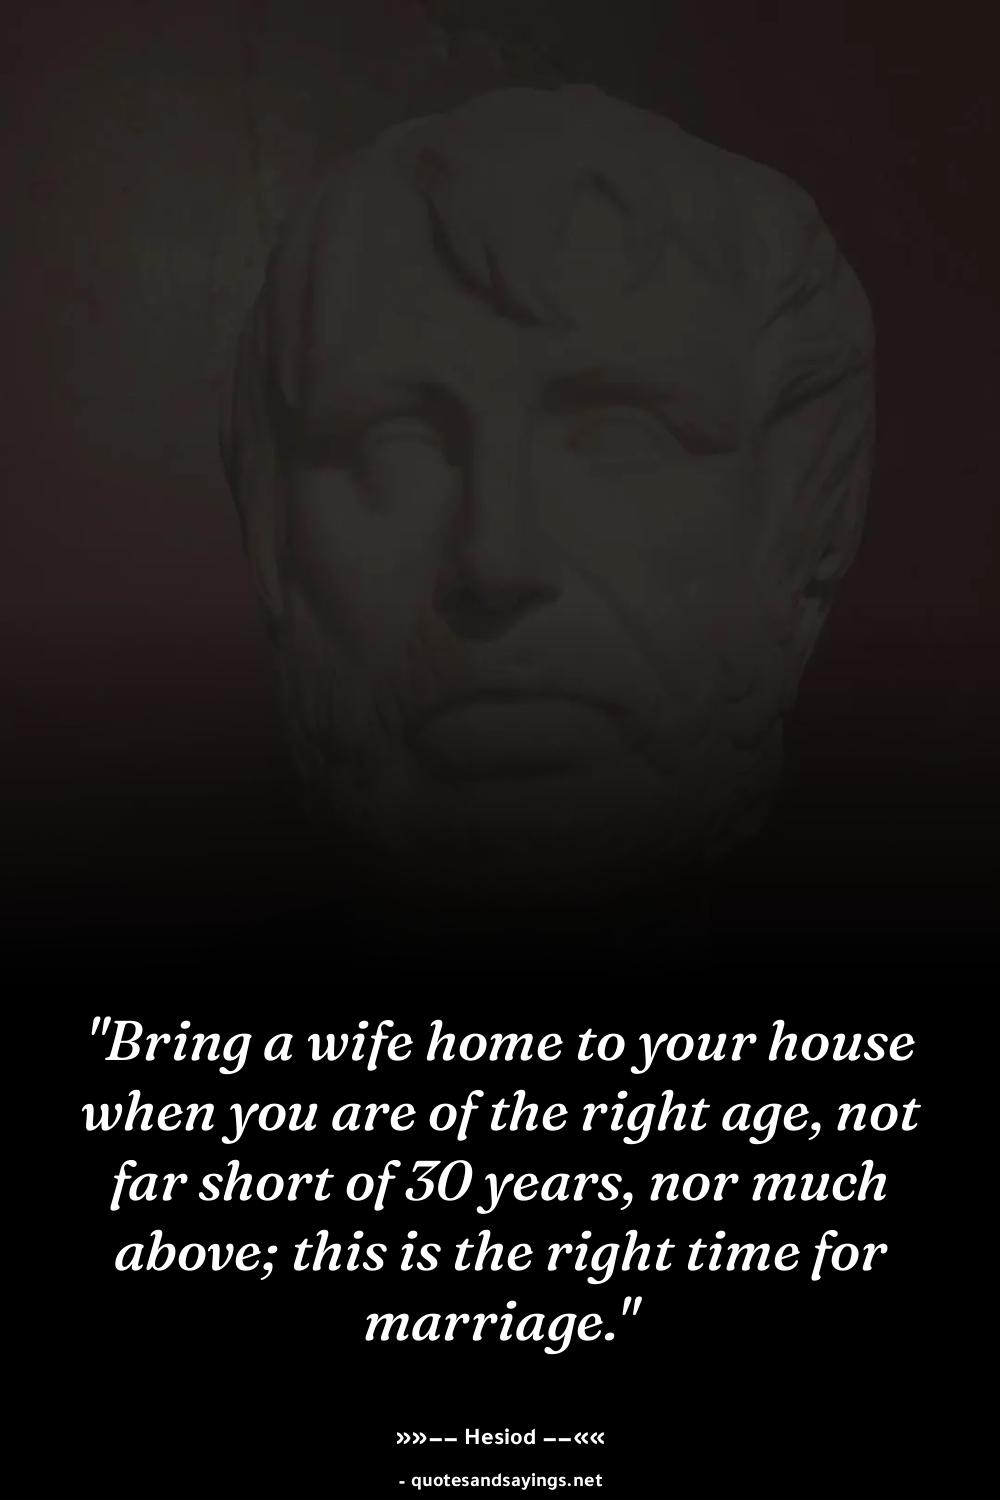 "Bring a wife home to your house
when you are of the right age, not
far short of 30 years, nor much
above; this is the right time for
marriage."
»»−− Hesiod −−««
- quotesandsayings.net